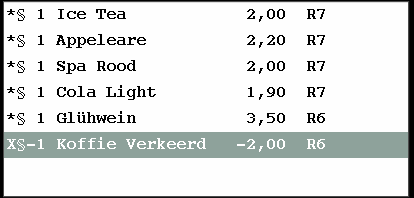 *§ 1 Ice Tea 2,00 R7
*§ 1 Appeleare 2,20 R7
*§ 1 Spa Rood 2,00 R7
*§ 1 Cola Light 1,90 R7
*§ 1 Glühwein 3,50 R6
X§-1 Koffie Verkeerd -2,00 R6